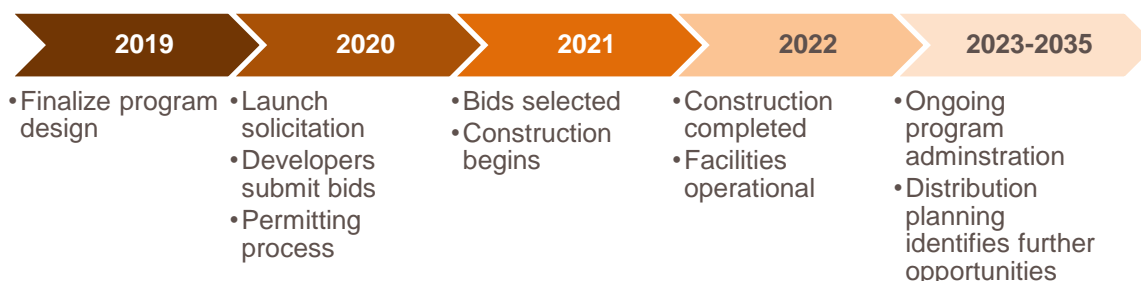 2019
2020
2021
2022
2023-2035
•Finalize program
design
•Launch
solicitation
•Developers
submit bids
•Permitting
process
•Bids selected
•Construction
begins
•Construction
completed
•Facilities
operational
•Ongoing
program
adminstration
•Distribution
planning
identifies further
opportunities